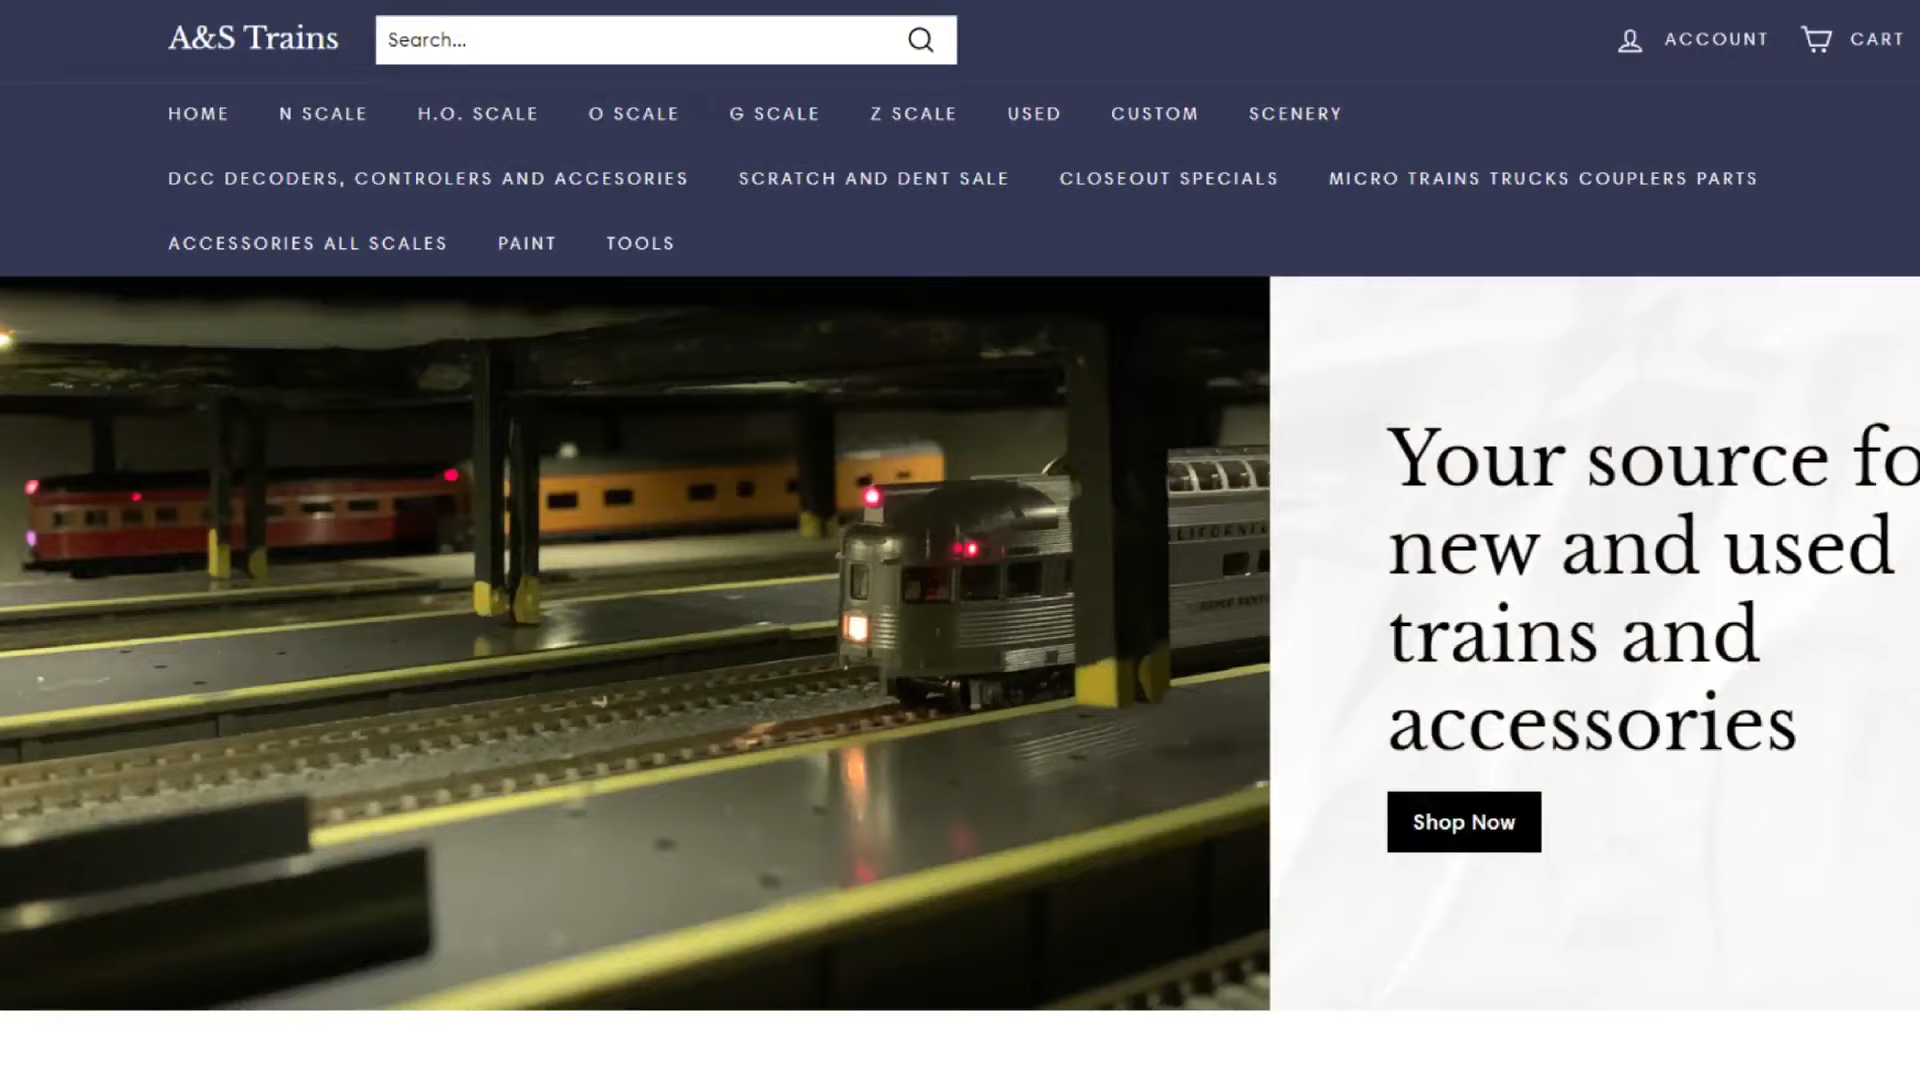 A&S Trains
Search...
ACCOUNT
CART
HOME N SCALE H.O. SCALE O SCALE G SCALE Z SCALE USED CUSTOM SCENERY
DCC DECODERS, CONTROLERS AND ACCESORIES SCRATCH AND DENT SALE CLOSEOUT SPECIALS MICRO TRAINS TRUCKS COUPLERS PARTS
ACCESSORIES ALL SCALES PAINT TOOLS
Your source fo
new and used
trains and
accessories
Shop Now